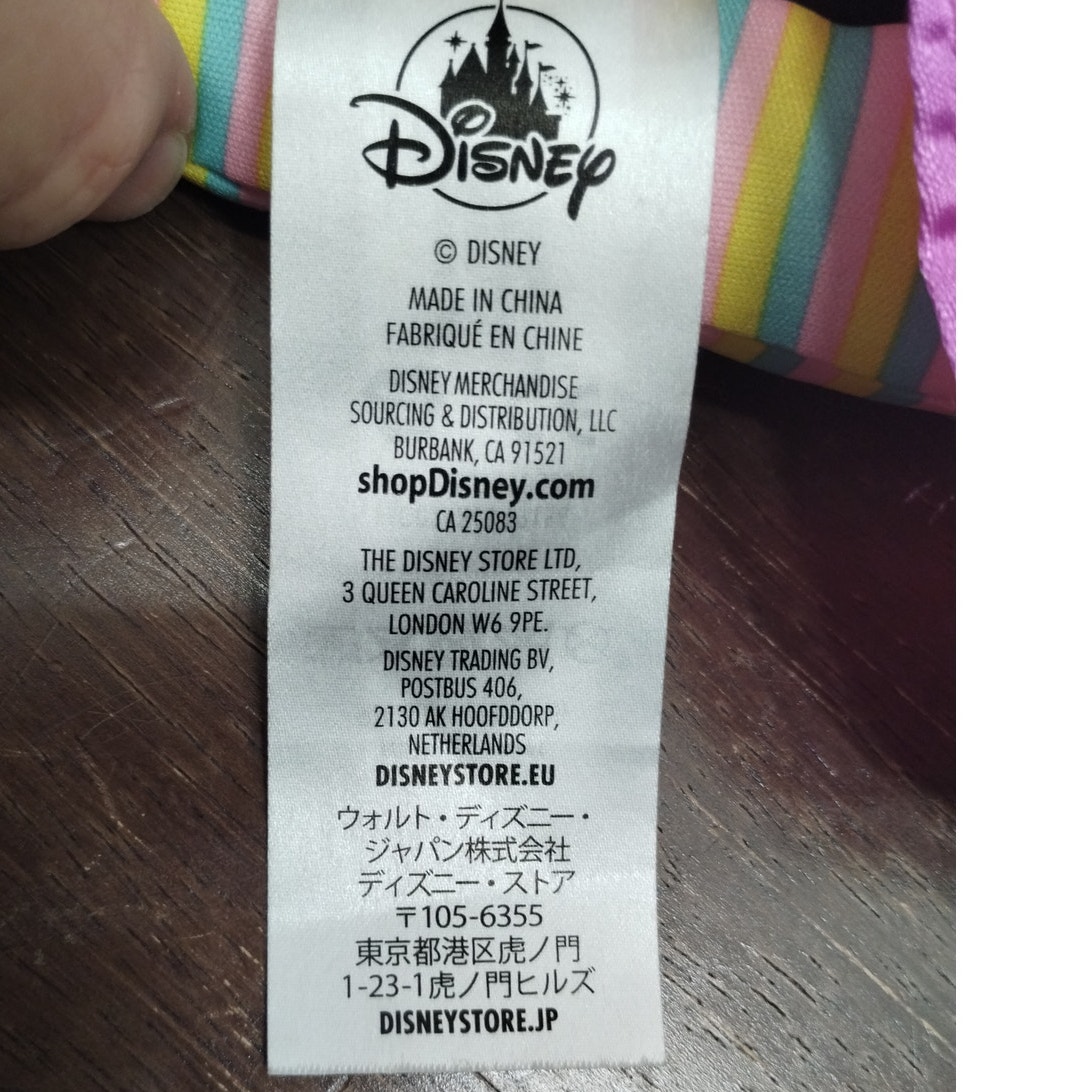 DISNEY
© DISNEY
MADE IN CHINA
FABRIQUÉ EN CHINE
DISNEY MERCHANDISE
SOURCING & DISTRIBUTION, LLC
BURBANK, CA 91521
shopDisney.com
CA 25083
THE DISNEY STORE LTD,
3 QUEEN CAROLINE STREET,
LONDON W6 9PE.
DISNEY TRADING BV,
POSTBUS 406,
2130 AK HOOFDDORP,
NETHERLANDS
DISNEYSTORE.EU
ウォルト・ディズニー・
ジャパン株式会社
ディズニー・ストア
〒105-6355
東京都港区虎ノ門
1-23-1虎ノ門ヒルズ
DISNEYSTORE.JP